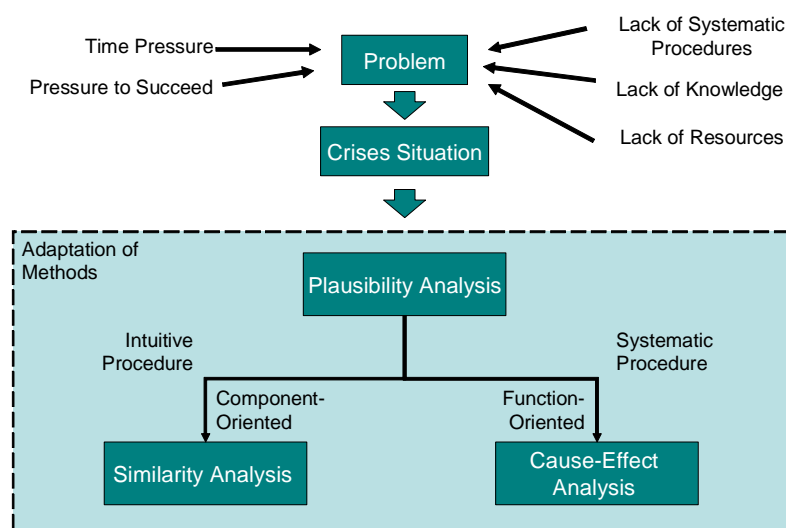 Time Pressure
Pressure to Succeed
Problem
Lack of Systematic
Procedures
Lack of Knowledge
Lack of Resources
Crises Situation
Adaptation of
Methods
Plausibility Analysis
Intuitive
Procedure
Systematic
Procedure
Component-
Oriented
Function-
Oriented
Similarity Analysis
Cause-Effect
Analysis